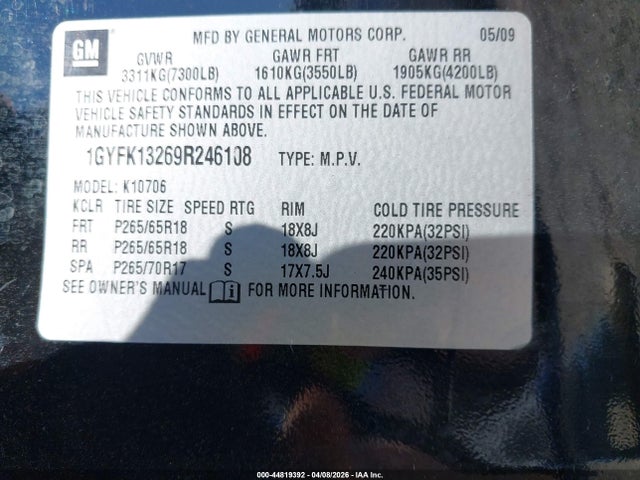 GM
MFD BY GENERAL MOTORS CORP. 05/09
GVWR GAWR FRT GAWR RR
3311KG(7300LB) 1610KG(3550LB) 1905KG(4200LB)
THIS VEHICLE CONFORMS TO ALL APPLICABLE U.S. FEDERAL MOTOR
VEHICLE SAFETY STANDARDS IN EFFECT ON THE DATE OF
MANUFACTURE SHOWN ABOVE.
1GYFK13269R246108 TYPE: M.P.V.
MODEL: K10706
KCLR TIRE SIZE SPEED RTG RIM COLD TIRE PRESSURE
FRT P265/65R18 S 18X8J 220KPA(32PSI)
RR P265/65R18 S 18X8J 220KPA(32PSI)
SPA P265/70R17 S 17X7.5J 240KPA(35PSI)
SEE OWNER'S MANUAL FOR MORE INFORMATION.
000-44819392 04/08/2026 IAA Inc.